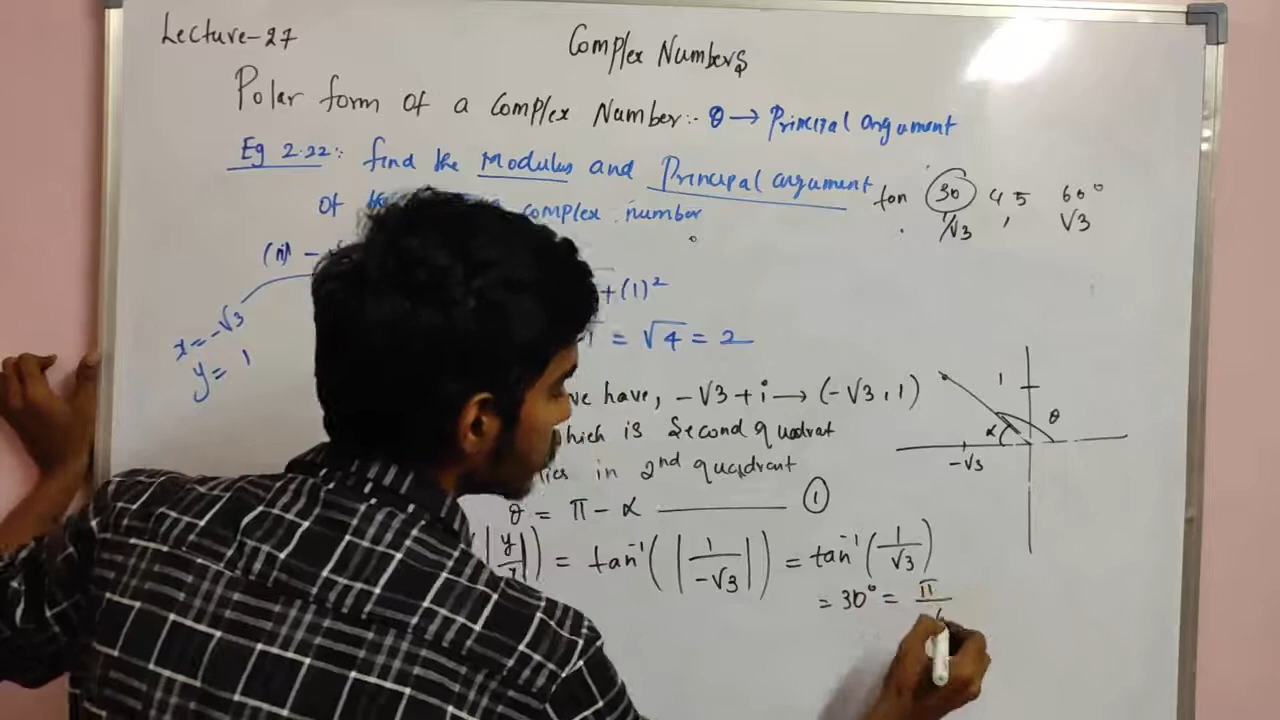 Lecture-27
Complex Numbers
Polar form of a Complex Number:- θ → Principal argument
Eg 2.22: find the Modulus and Principal argument
of complex number
tan 30 45 60°
1/√3 , √3
(ii) -
x = -√3
y = 1
+(1)²
= √4 = 2
we have, -√3 + i → (-√3, 1)
which is Second quadrat
lies in 2nd quadrant
θ = π - α ——— ①
(|y/x|) = tan⁻¹(|1/-√3|) = tan⁻¹(1/√3)
= 30° = π/6
1
α
θ
-√3